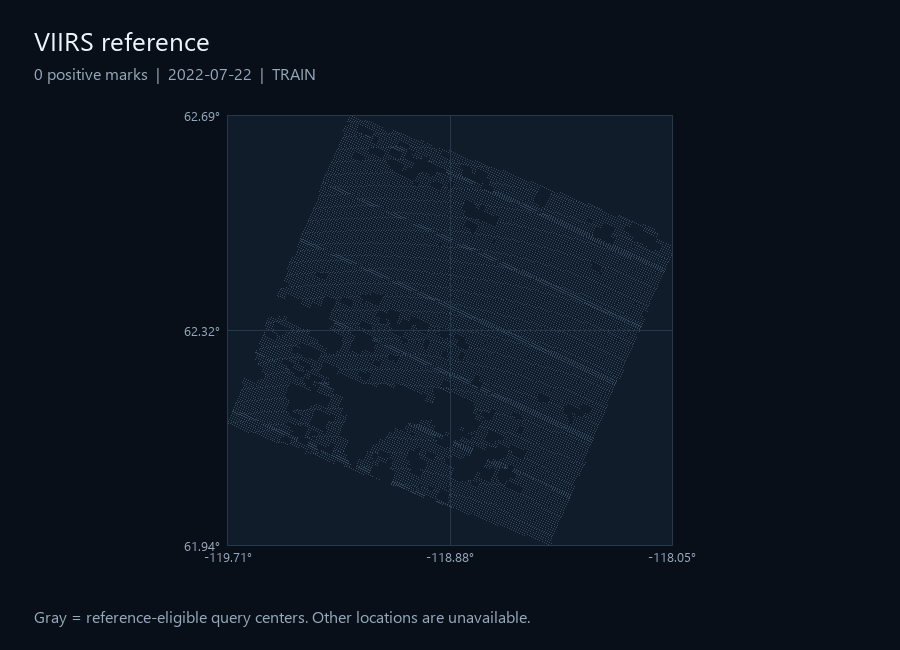 VIIRS reference
0 positive marks | 2022-07-22 | TRAIN
62.69°
62.32°
61.94°
-119.71°
-118.88°
-118.05°
Gray = reference-eligible query centers. Other locations are unavailable.